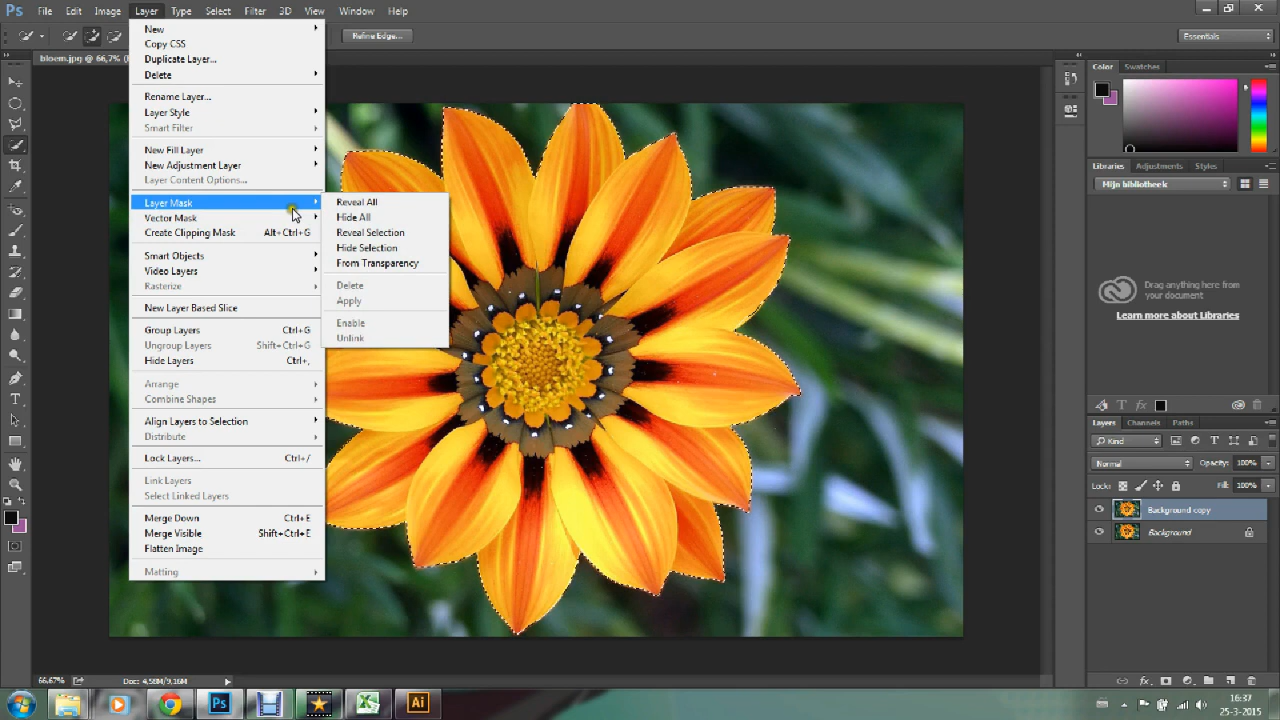 Ps File Edit Image Layer Type Select Filter 3D View Window Help
Refine Edge...
Essentials
bloem.jpg @ 66,7%
New
Copy CSS
Duplicate Layer...
Delete
Rename Layer...
Layer Style
Smart Filter
New Fill Layer
New Adjustment Layer
Layer Content Options...
Layer Mask
Vector Mask
Create Clipping Mask Alt+Ctrl+G
Smart Objects
Video Layers
Rasterize
New Layer Based Slice
Group Layers Ctrl+G
Ungroup Layers Shift+Ctrl+G
Hide Layers Ctrl+,
Arrange
Combine Shapes
Align Layers to Selection
Distribute
Lock Layers... Ctrl+/
Link Layers
Select Linked Layers
Merge Down Ctrl+E
Merge Visible Shift+Ctrl+E
Flatten Image
Matting
Reveal All
Hide All
Reveal Selection
Hide Selection
From Transparency
Delete
Apply
Enable
Unlink
Color Swatches
Libraries Adjustments Styles
Mijn bibliotheek
Drag anything here from
your document
Learn more about Libraries
Layers Channels Paths
Kind
Normal Opacity: 100%
Lock: Fill: 100%
Background copy
Background
66,67% Doc: 4,58M/9,16M
Ps Ai
16:37
25-3-2015